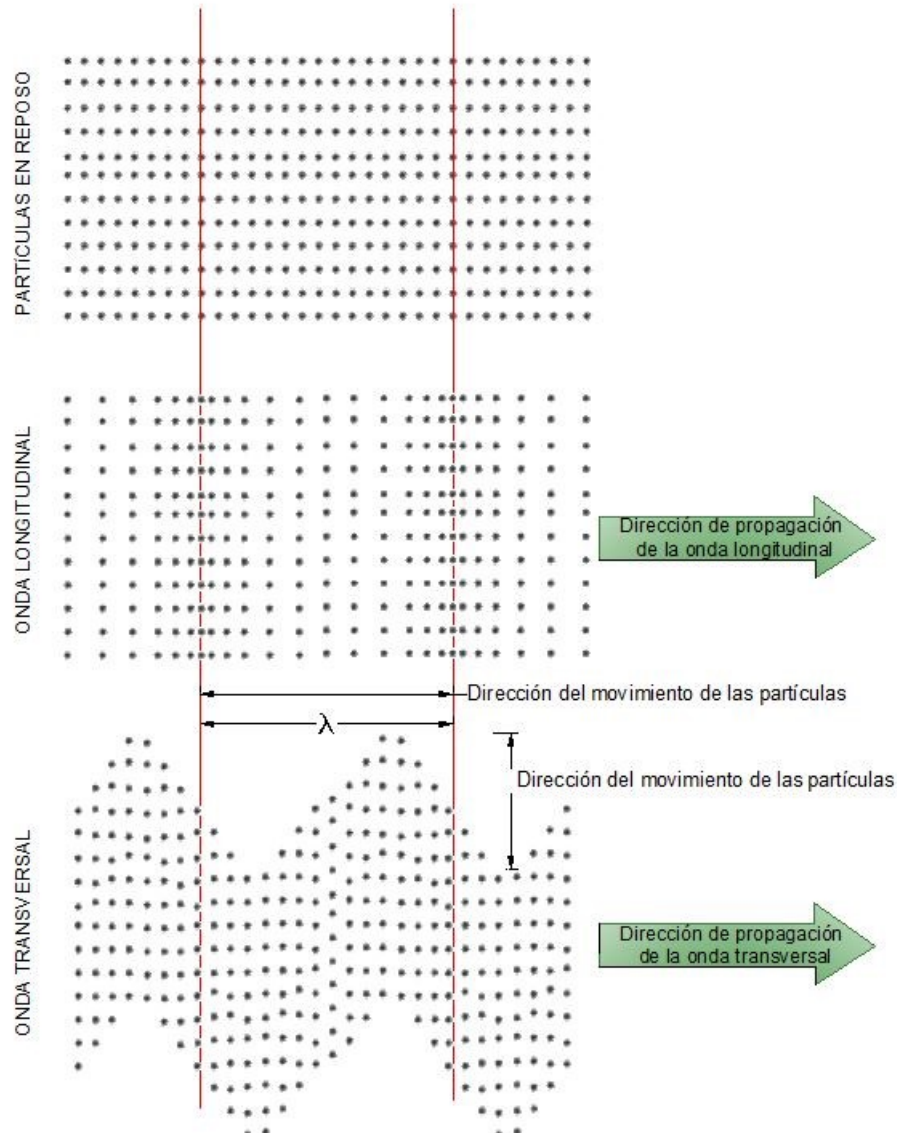 PARTÍCULAS EN REPOSO
ONDA LONGITUDINAL
Dirección de propagación
de la onda longitudinal
Dirección del movimiento de las partículas
λ
Dirección del movimiento de las partículas
ONDA TRANSVERSAL
Dirección de propagación
de la onda transversal